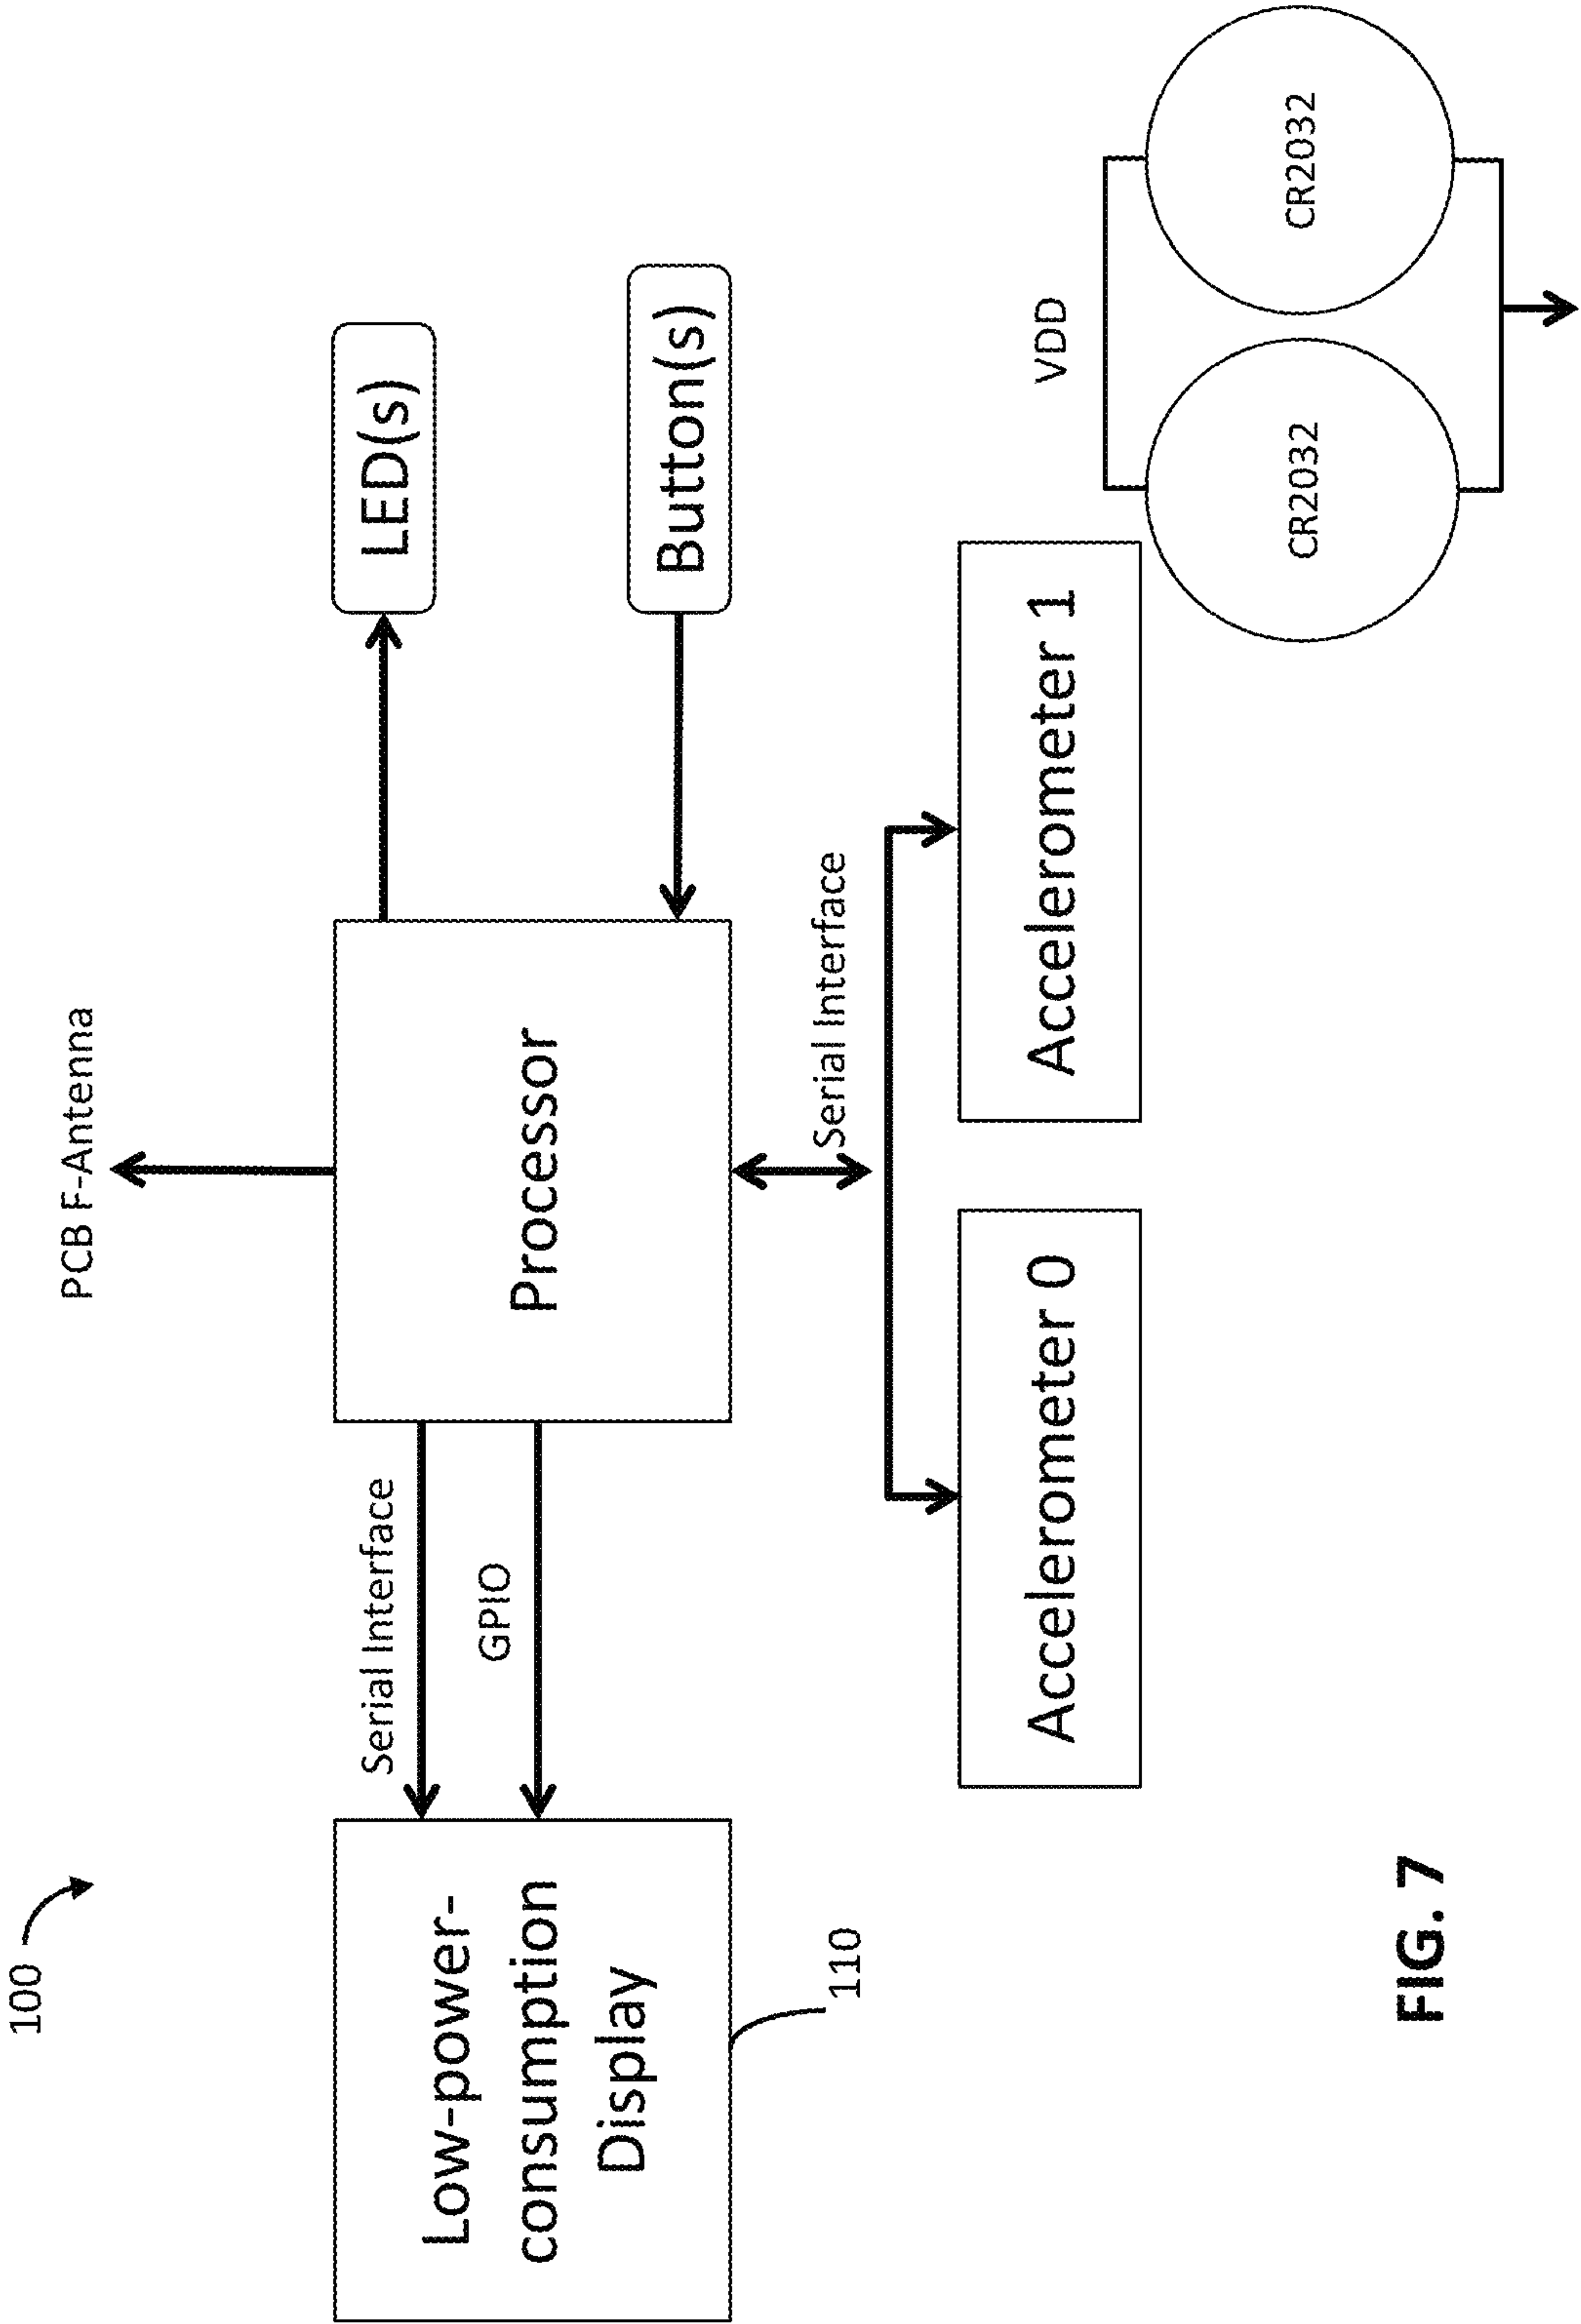 100
PCB F-Antenna
Serial Interface
GPIO
Low-power-
consumption
Display
110
Processor
LED(s)
Button(s)
Serial Interface
Accelerometer 0
Accelerometer 1
VDD
CR2032
CR2032
FIG. 7